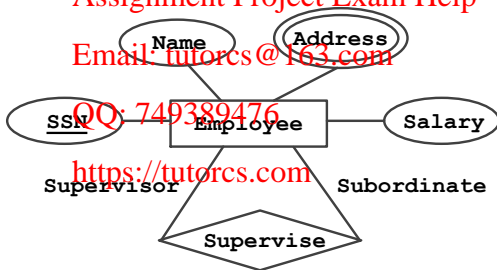 Assignment Project Exam Help
Name
Address
Email: tutorcs@163.com
SSN
QQ: 749389476
Employee
Salary
https://tutorcs.com
Supervisor
Subordinate
Supervise